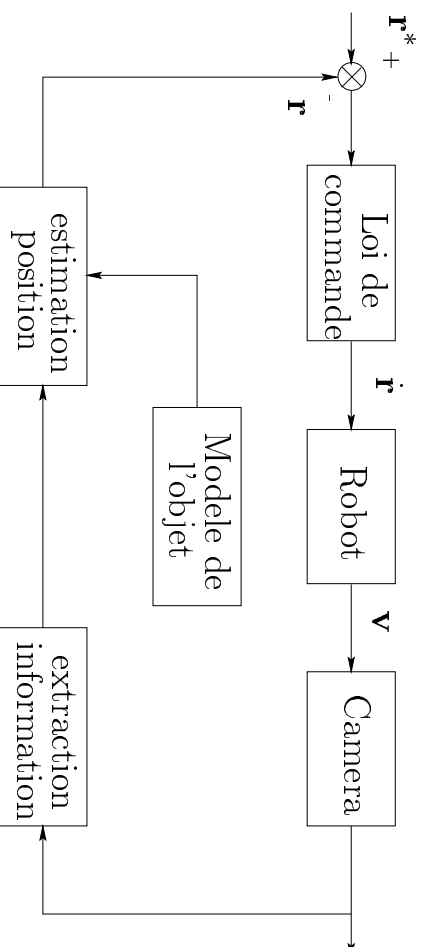 r* +
-
r
Loi de
commande
ṙ
Robot
v
Camera
Modele de
l'objet
estimation
position
extraction
information